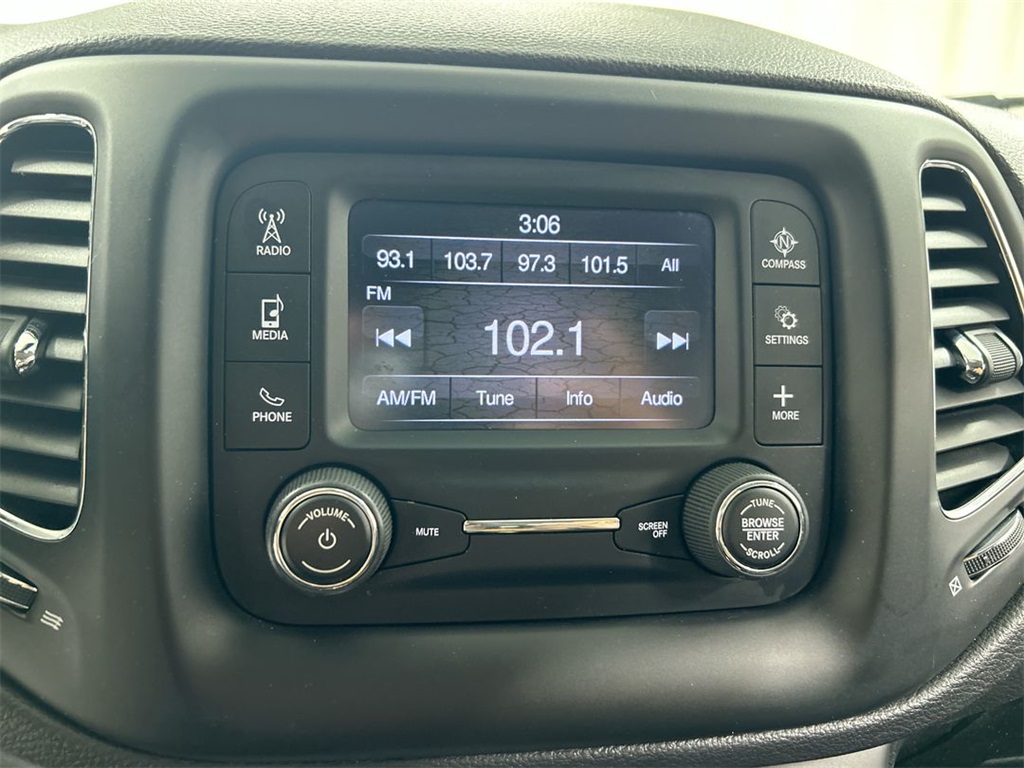 3:06
93.1 103.7 97.3 101.5 All
FM
102.1
AM/FM Tune Info Audio
RADIO
MEDIA
PHONE
N
COMPASS
SETTINGS
MORE
VOLUME
MUTE
SCREEN
OFF
TUNE
BROWSE
ENTER
SCROLL